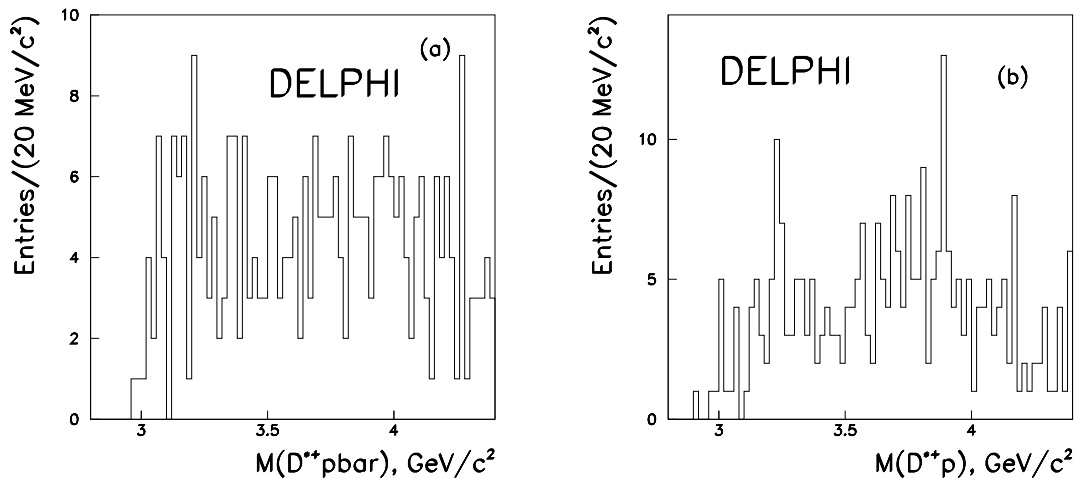 Entries/(20 MeV/c²)
10
8
6
4
2
0
(a)
DELPHI
3
3.5
4
M(D*⁺pbar), GeV/c²
Entries/(20 MeV/c²)
10
5
0
DELPHI
(b)
3
3.5
4
M(D*⁺p), GeV/c²